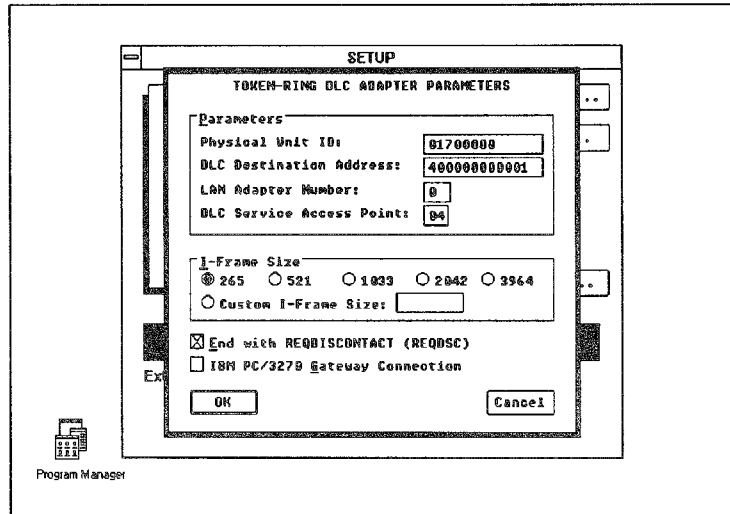 SETUP
TOKEN-RING DLC ADAPTER PARAMETERS
Parameters
Physical Unit ID: 01700000
DLC Destination Address: 400000000001
LAN Adapter Number: 0
DLC Service Access Point: 04
I-Frame Size
265 521 1033 2042 3964
Custom I-Frame Size:
End with REQDISCONTACT (REQDSC)
IBM PC/3270 Gateway Connection
Ex
OK Cancel
Program Manager